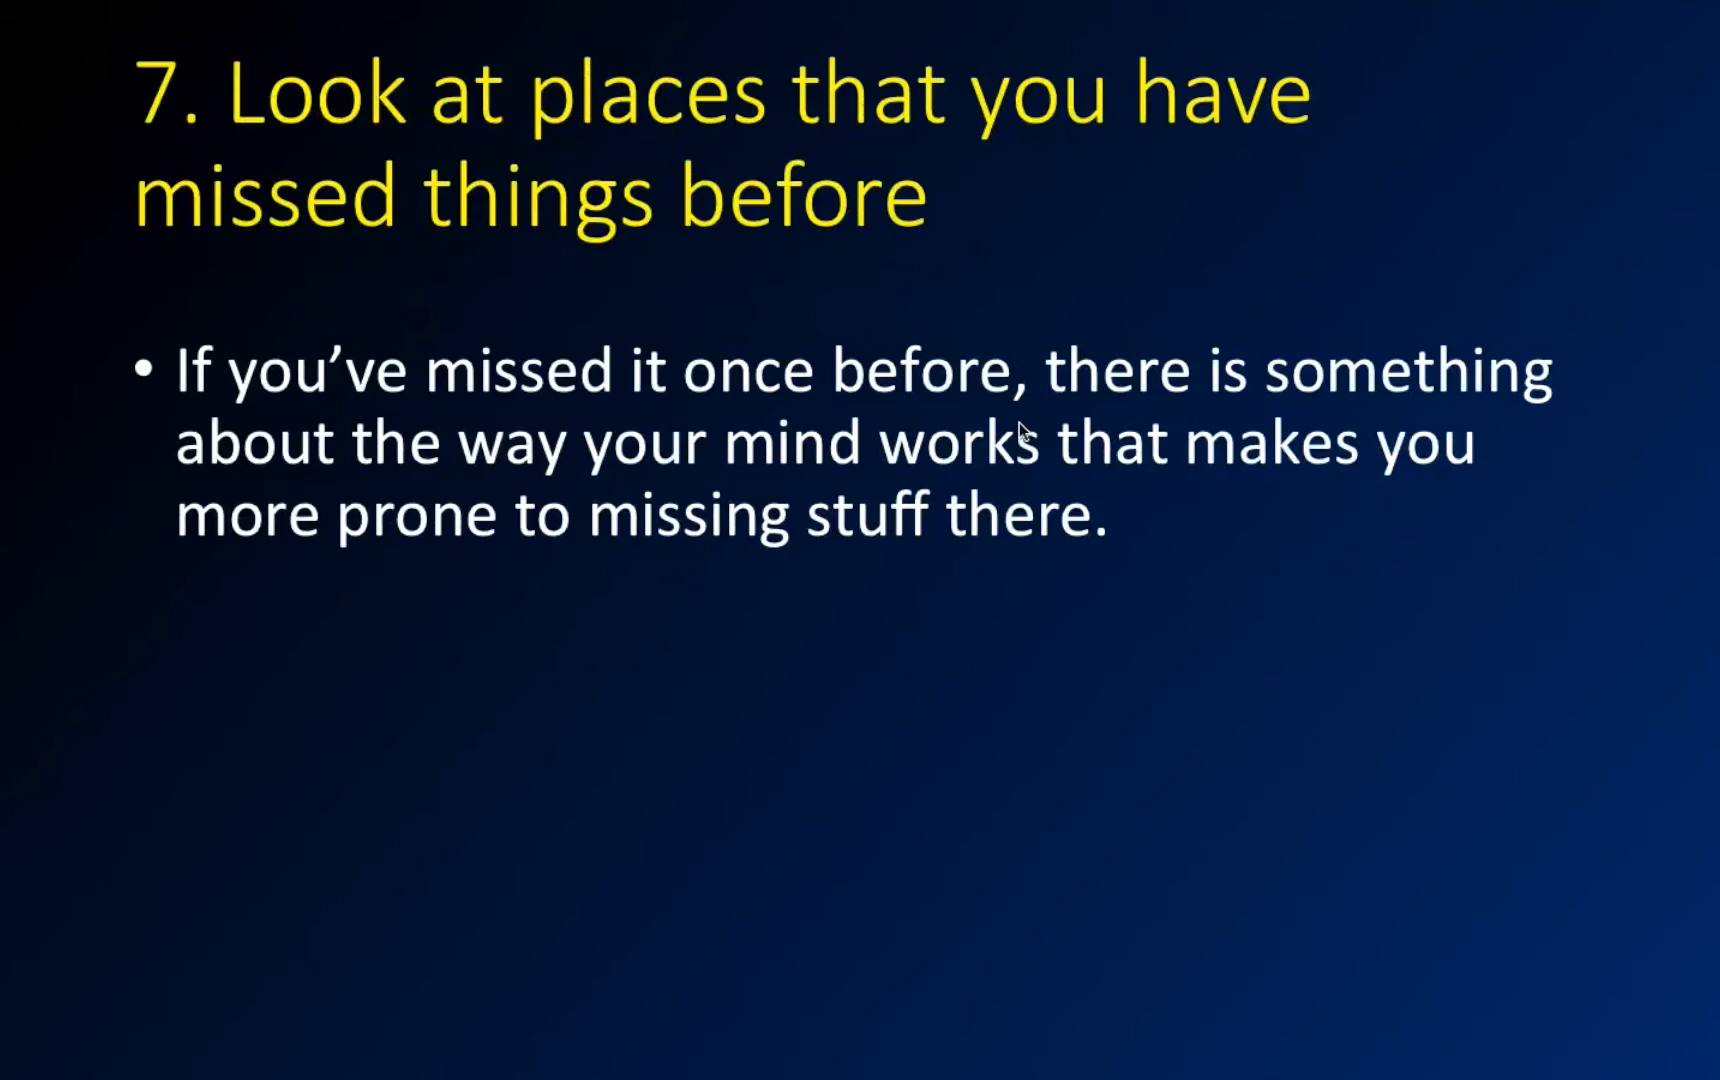 7. Look at places that you have
missed things before
• If you’ve missed it once before, there is something
about the way your mind works that makes you
more prone to missing stuff there.